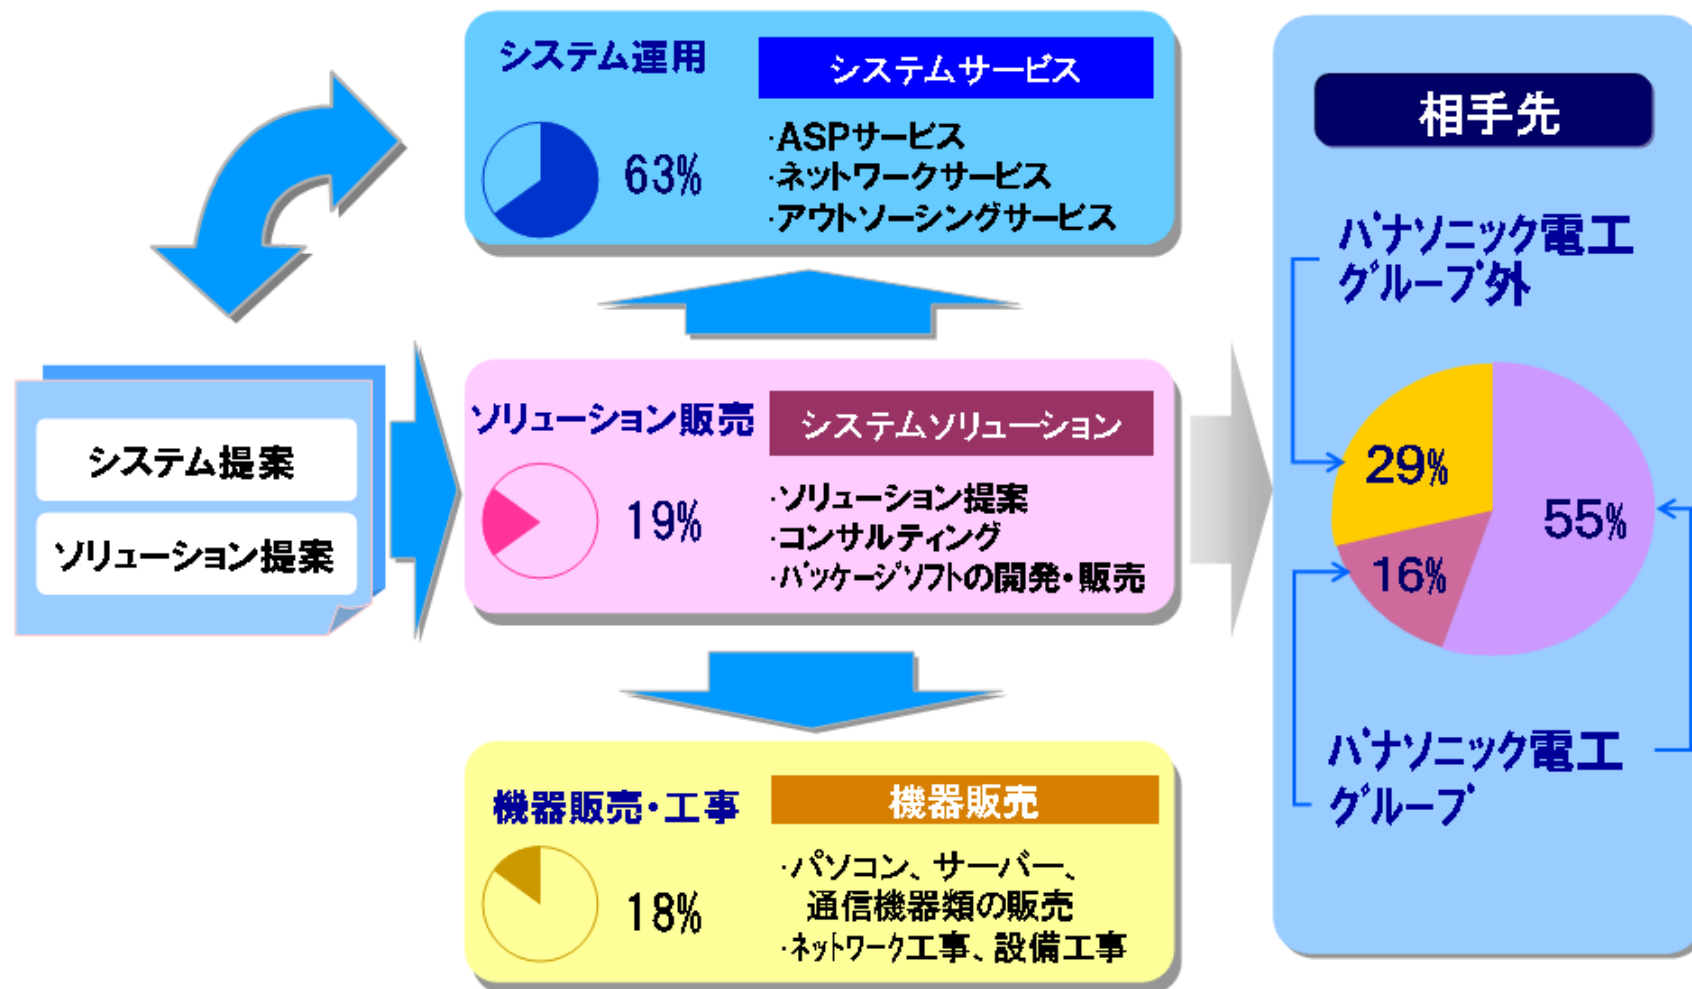 システム運用
システムサービス
63%
・ASPサービス
・ネットワークサービス
・アウトソーシングサービス
システム提案
ソリューション提案
ソリューション販売
システムソリューション
19%
・ソリューション提案
・コンサルティング
・パッケージソフトの開発・販売
機器販売・工事
機器販売
18%
・パソコン、サーバー、
通信機器類の販売
・ネットワーク工事、設備工事
相手先
パナソニック電工
グループ外
29%
55%
16%
パナソニック電工
グループ